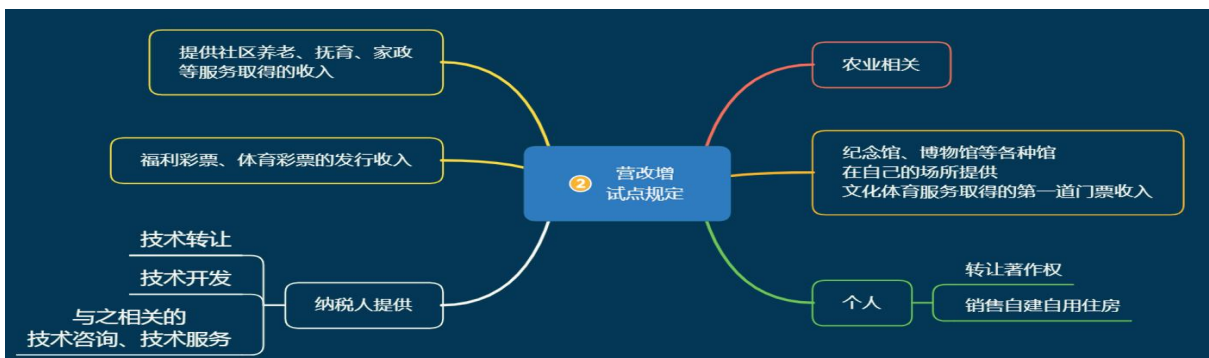 ② 营改增
试点规定
农业相关
纪念馆、博物馆等各种馆
在自己的场所提供
文化体育服务取得的第一道门票收入
个人
转让著作权
销售自建自用住房
提供社区养老、抚育、家政
等服务取得的收入
福利彩票、体育彩票的发行收入
纳税人提供
技术转让
技术开发
与之相关的
技术咨询、技术服务